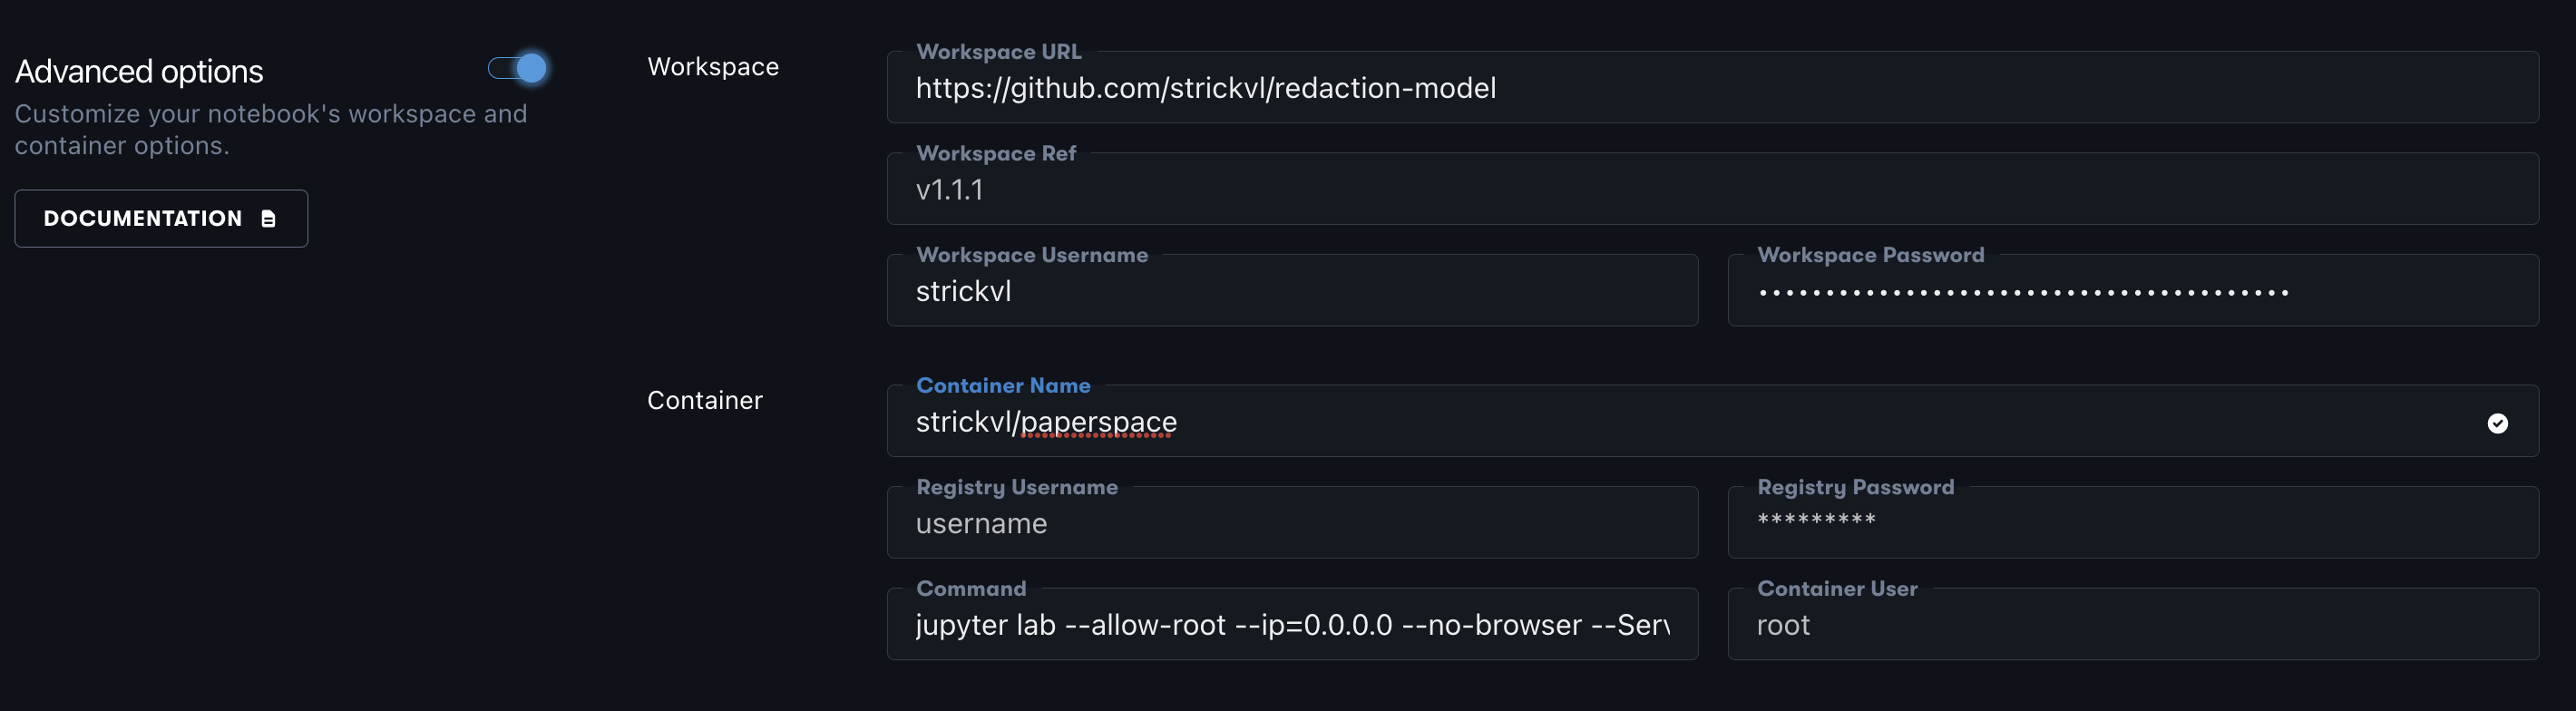 Advanced options
Customize your notebook's workspace and
container options.
DOCUMENTATION
Workspace
Workspace URL
https://github.com/strickvl/redaction-model
Workspace Ref
v1.1.1
Workspace Username
strickvl
Workspace Password
••••••••••••••••••••••••••••••••••••••••
Container
Container Name
strickvl/paperspace
Registry Username
username
Registry Password
*********
Command
jupyter lab --allow-root --ip=0.0.0.0 --no-browser --Serv
Container User
root